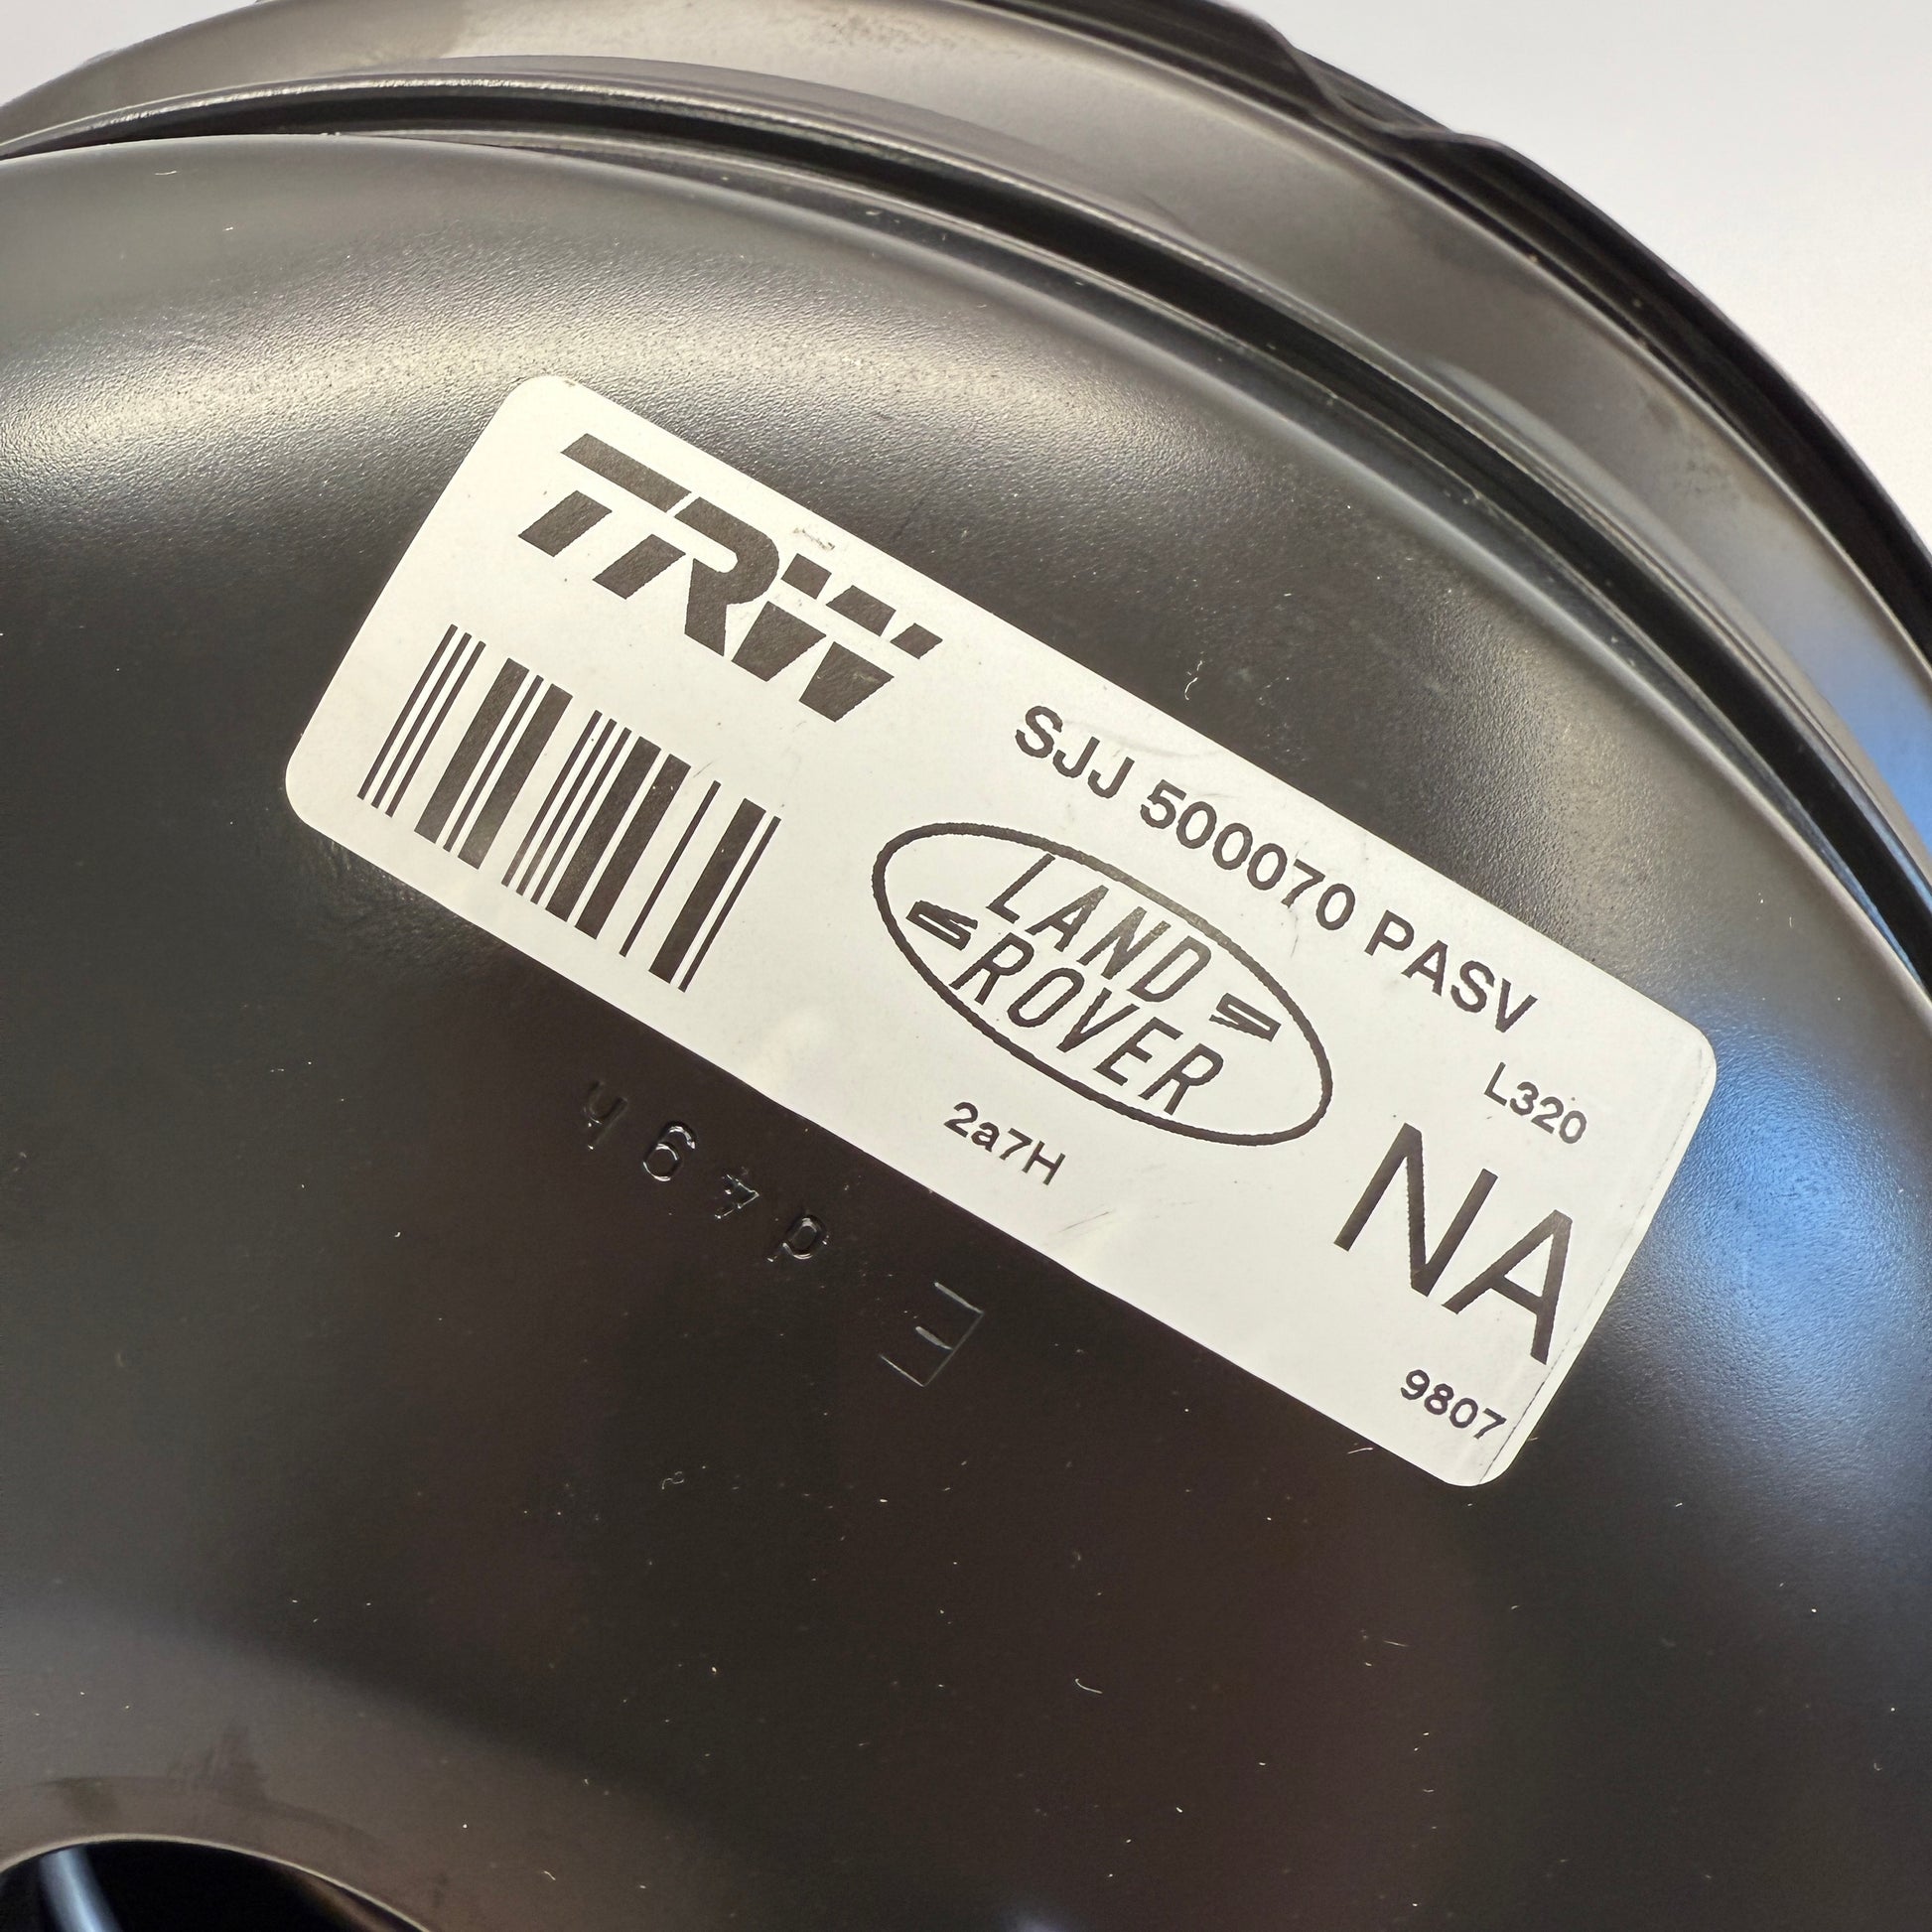 TRW
SJJ 500070 PASV
LAND
ROVER
L320
NA
2a7H
9807